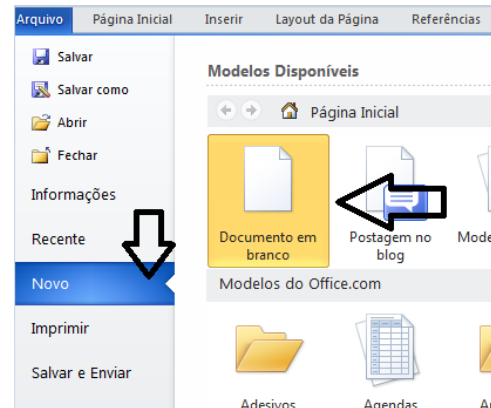 Arquivo Página Inicial Inserir Layout da Página Referências
Salvar
Salvar como
Abrir
Fechar
Informações
Recente
Novo
Imprimir
Salvar e Enviar
Modelos Disponíveis
Página Inicial
Documento em
branco
Postagem no
blog
Mode
Modelos do Office.com
Adesivos
Agendas